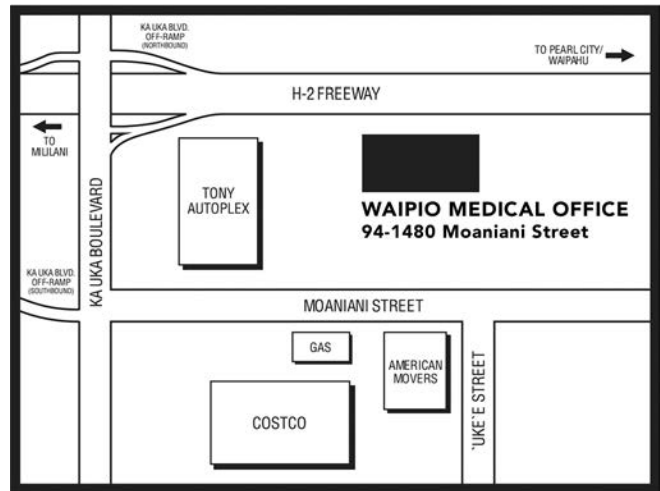 KA UKA BLVD.
OFF-RAMP
(NORTHBOUND)
TO PEARL CITY/
WAIPAHU
H-2 FREEWAY
TO
MILILANI
TONY
AUTOPLEX
WAIPIO MEDICAL OFFICE
94-1480 Moaniani Street
KA UKA BOULEVARD
KA UKA BLVD.
OFF-RAMP
(SOUTHBOUND)
MOANIANI STREET
GAS
AMERICAN
MOVERS
COSTCO
'UKE'E STREET